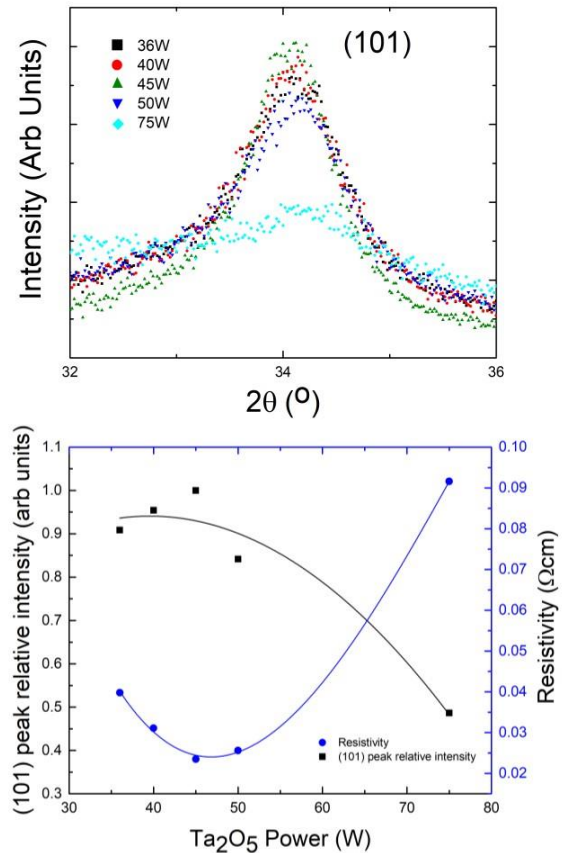 (101)
36W
40W
45W
50W
75W
Intensity (Arb Units)
32
34
36
2θ (º)
1.1
1.0
0.9
0.8
0.7
0.6
0.5
0.4
0.3
(101) peak relative intensity (arb units)
0.10
0.09
0.08
0.07
0.06
0.05
0.04
0.03
0.02
Resistivity (Ωcm)
Resistivity
(101) peak relative intensity
30
40
50
60
70
80
Ta₂O₅ Power (W)